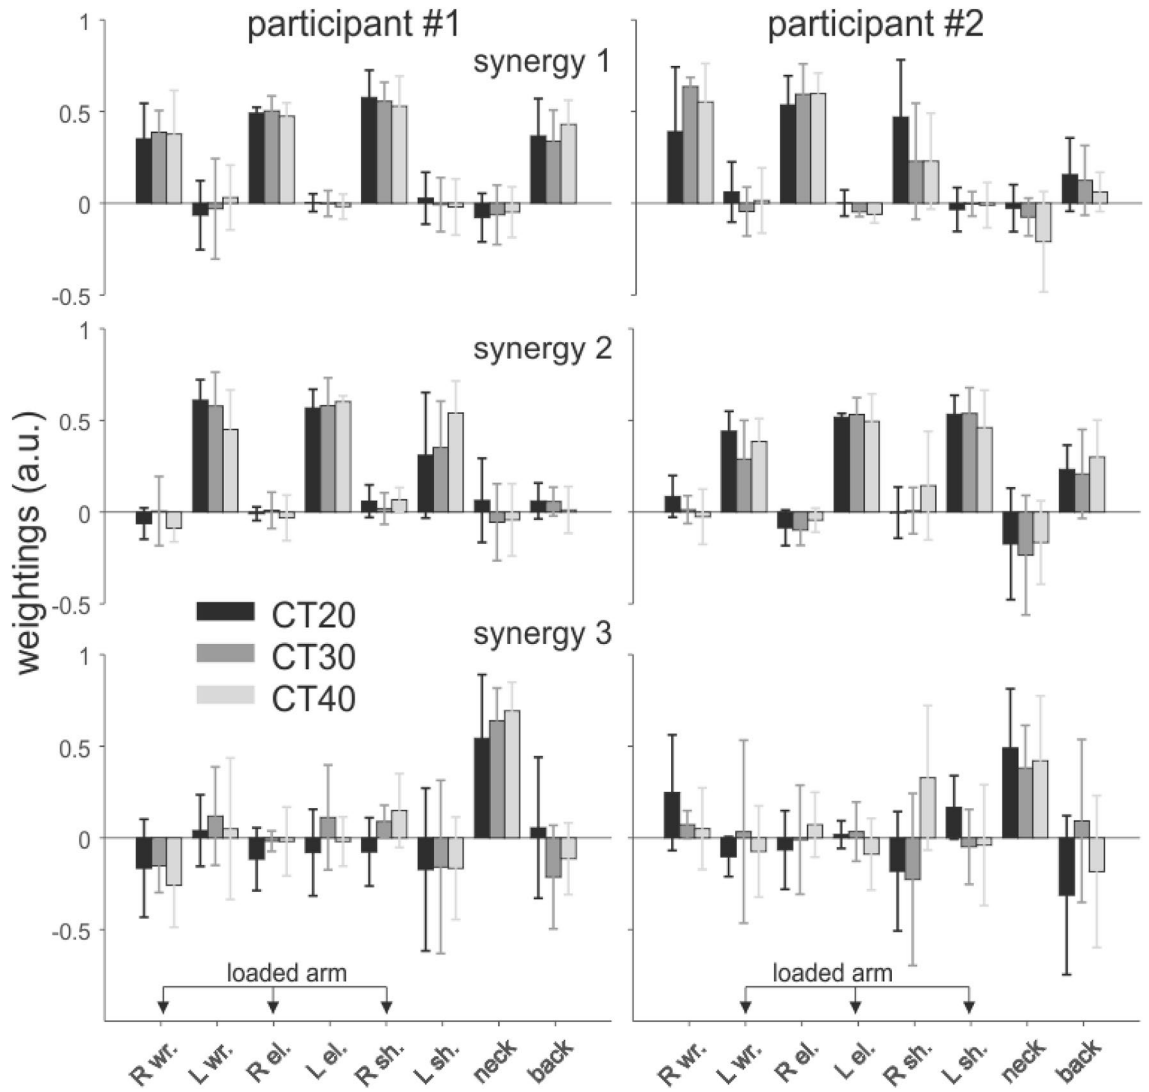 participant #1
participant #2
synergy 1
1
0.5
0
-0.5
synergy 2
1
0.5
0
-0.5
weightings (a.u.)
CT20
CT30
CT40
synergy 3
1
0.5
0
-0.5
loaded arm
loaded arm
R wr.
L wr.
R el.
L el.
R sh.
L sh.
neck
back
R wr.
L wr.
R el.
L el.
R sh.
L sh.
neck
back